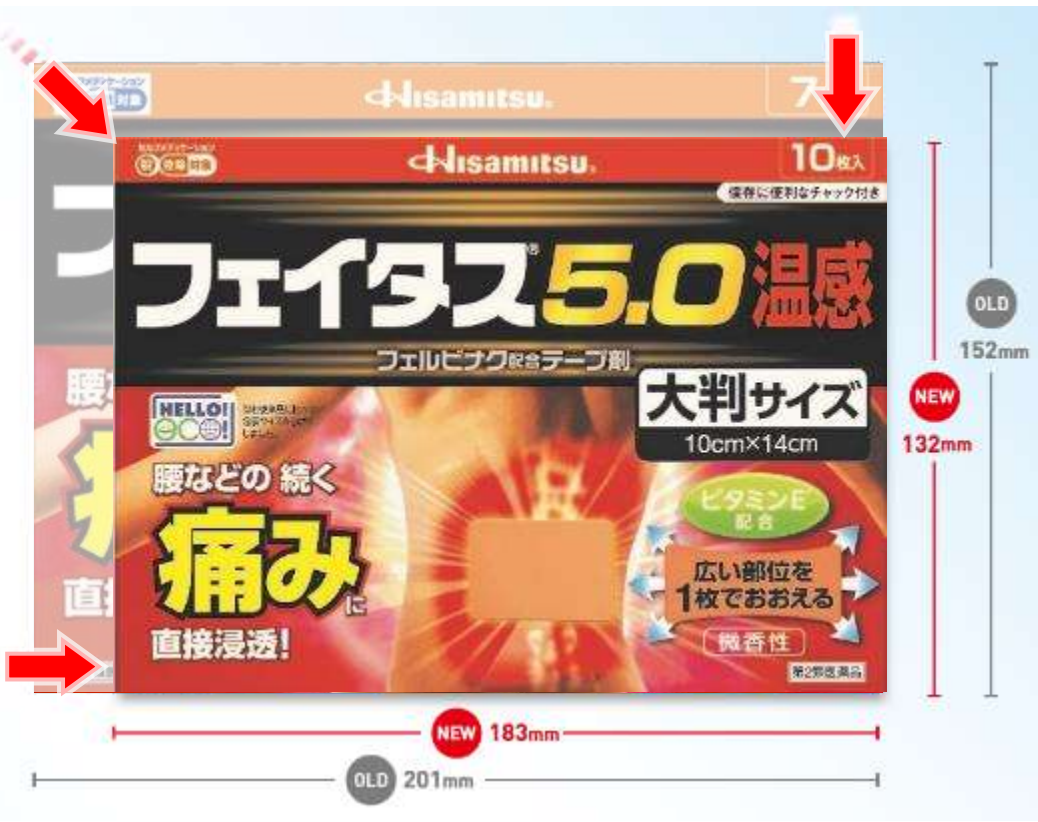 Hisamitsu.
Hisamitsu®
10枚入
保存に便利なチャック付き
フェイタス®5.0温感
フェルビナク配合テープ剤
大判サイズ
10cm×14cm
HELLO!!
eco!
腰などの 続く
痛みに
直接浸透!
ビタミンE
配合
広い部位を
1枚でおおえる
微香性
第2類医薬品
OLD
152mm
NEW
132mm
NEW 183mm
OLD 201mm